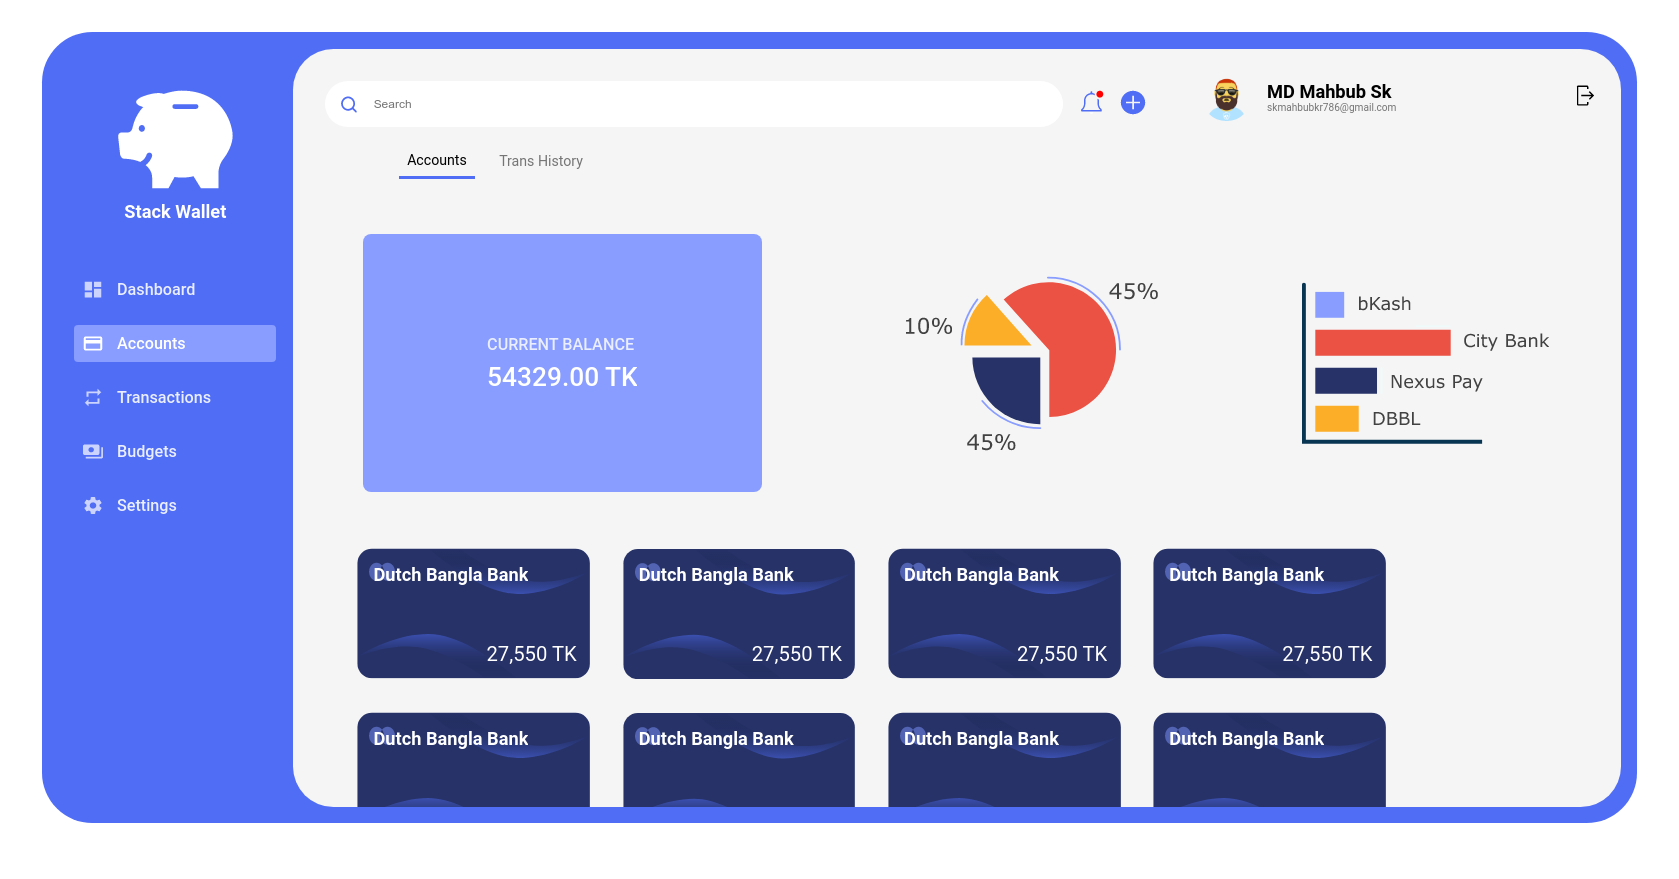 Stack Wallet
Dashboard
Accounts
Transactions
Budgets
Settings
Search
MD Mahbub Sk
skmahbubkr786@gmail.com
Accounts
Trans History
CURRENT BALANCE
54329.00 TK
45%
10%
45%
bKash
City Bank
Nexus Pay
DBBL
Dutch Bangla Bank
27,550 TK
Dutch Bangla Bank
27,550 TK
Dutch Bangla Bank
27,550 TK
Dutch Bangla Bank
27,550 TK
Dutch Bangla Bank
Dutch Bangla Bank
Dutch Bangla Bank
Dutch Bangla Bank